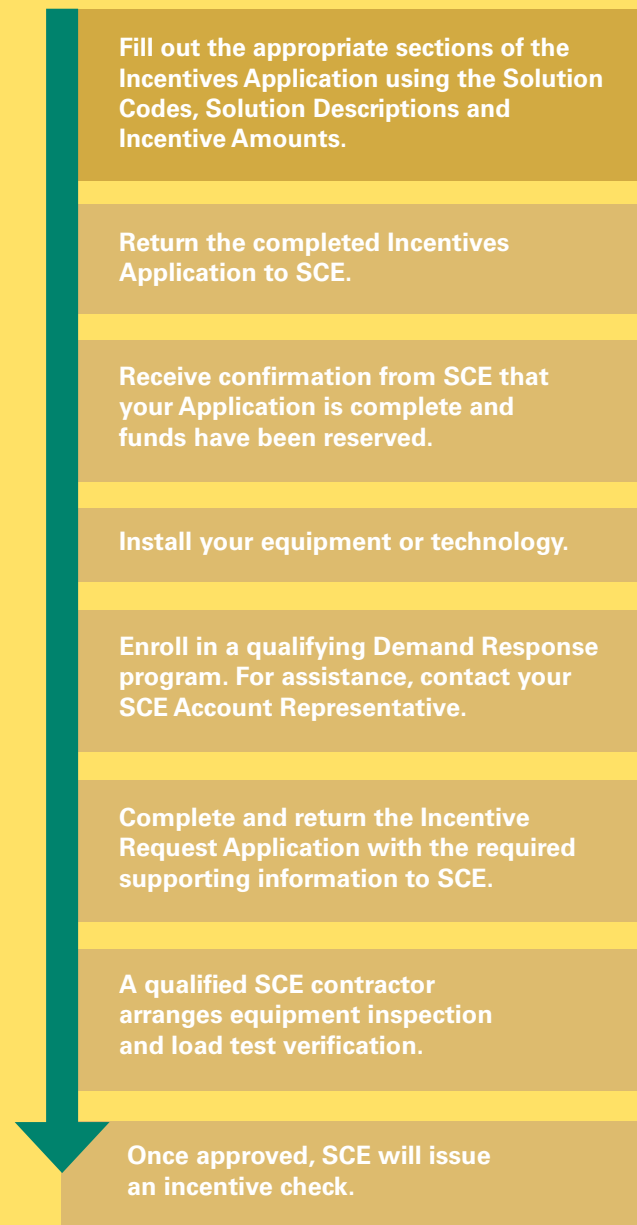 Fill out the appropriate sections of the
Incentives Application using the Solution
Codes, Solution Descriptions and
Incentive Amounts.
Return the completed Incentives
Application to SCE.
Receive confirmation from SCE that
your Application is complete and
funds have been reserved.
Install your equipment or technology.
Enroll in a qualifying Demand Response
program. For assistance, contact your
SCE Account Representative.
Complete and return the Incentive
Request Application with the required
supporting information to SCE.
A qualified SCE contractor
arranges equipment inspection
and load test verification.
Once approved, SCE will issue
an incentive check.